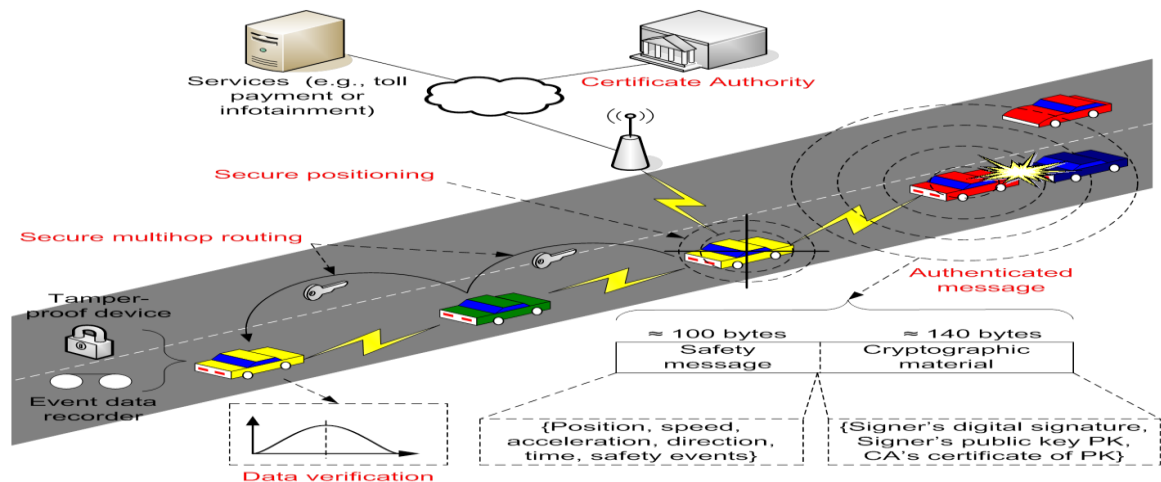 Services (e.g., toll
payment or
infotainment)
Certificate Authority
Secure positioning
Secure multihop routing
Tamper-
proof device
Event data
recorder
Data verification
Authenticated
message
≈ 100 bytes
≈ 140 bytes
Safety
message
Cryptographic
material
{Position, speed,
acceleration, direction,
time, safety events}
{Signer's digital signature,
Signer's public key PK,
CA's certificate of PK}